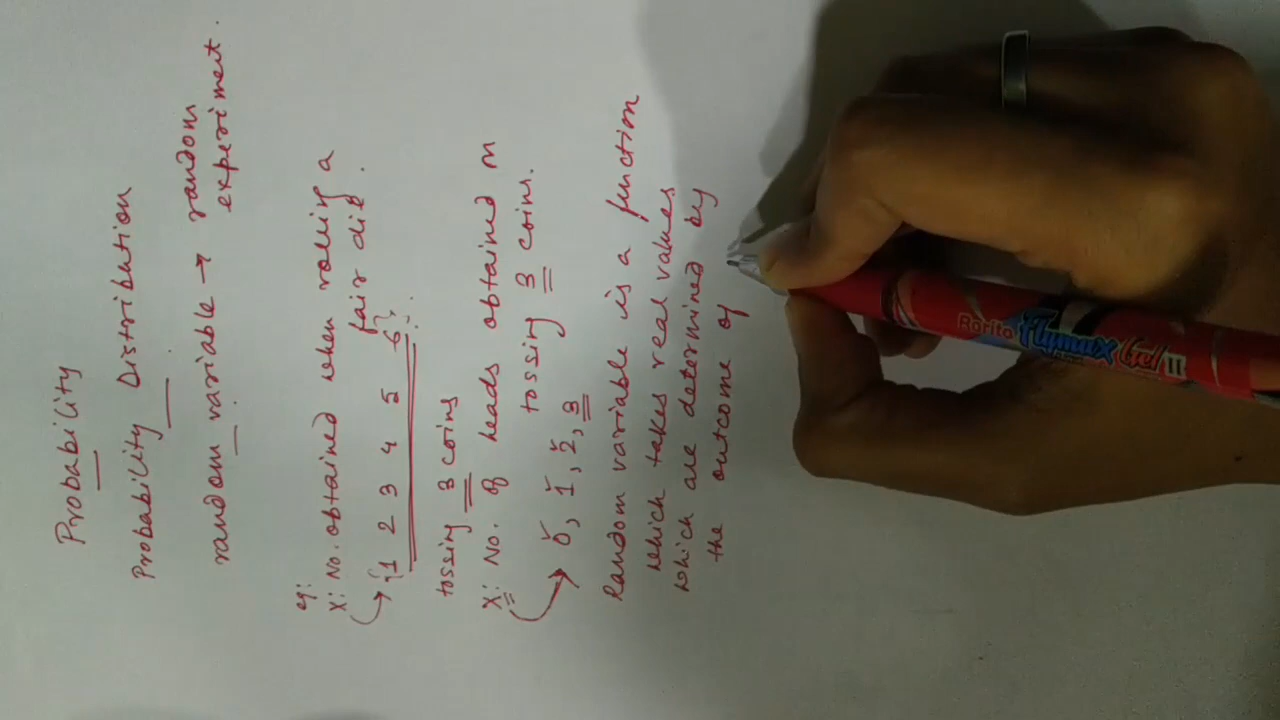 Probability
Probability Distribution
random variable → random
experiment.
eg:
X: No. obtained when rolling a
fair die.
{1 2 3 4 5 6}
tossing 3 coins
X: No. of heads obtained in
tossing 3 coins.
0, 1, 2, 3
Random variable is a function
which takes real values
which are determined by
the outcome of
Rorito Flymax Gel II